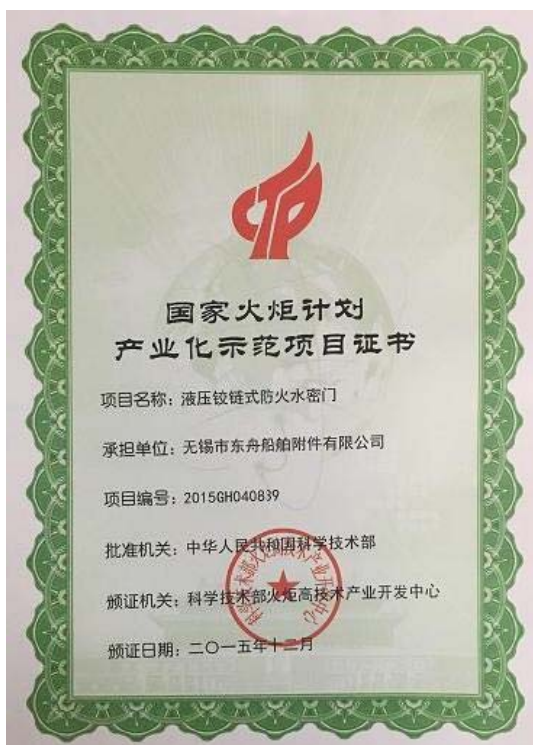 国家火炬计划
产业化示范项目证书
项目名称：液压铰链式防火水密门
承担单位：无锡市东舟船舶附件有限公司
项目编号：2015GH040839
批准机关：中华人民共和国科学技术部
颁证机关：科学技术部火炬高技术产业开发中心
颁证日期：二〇一五年十二月